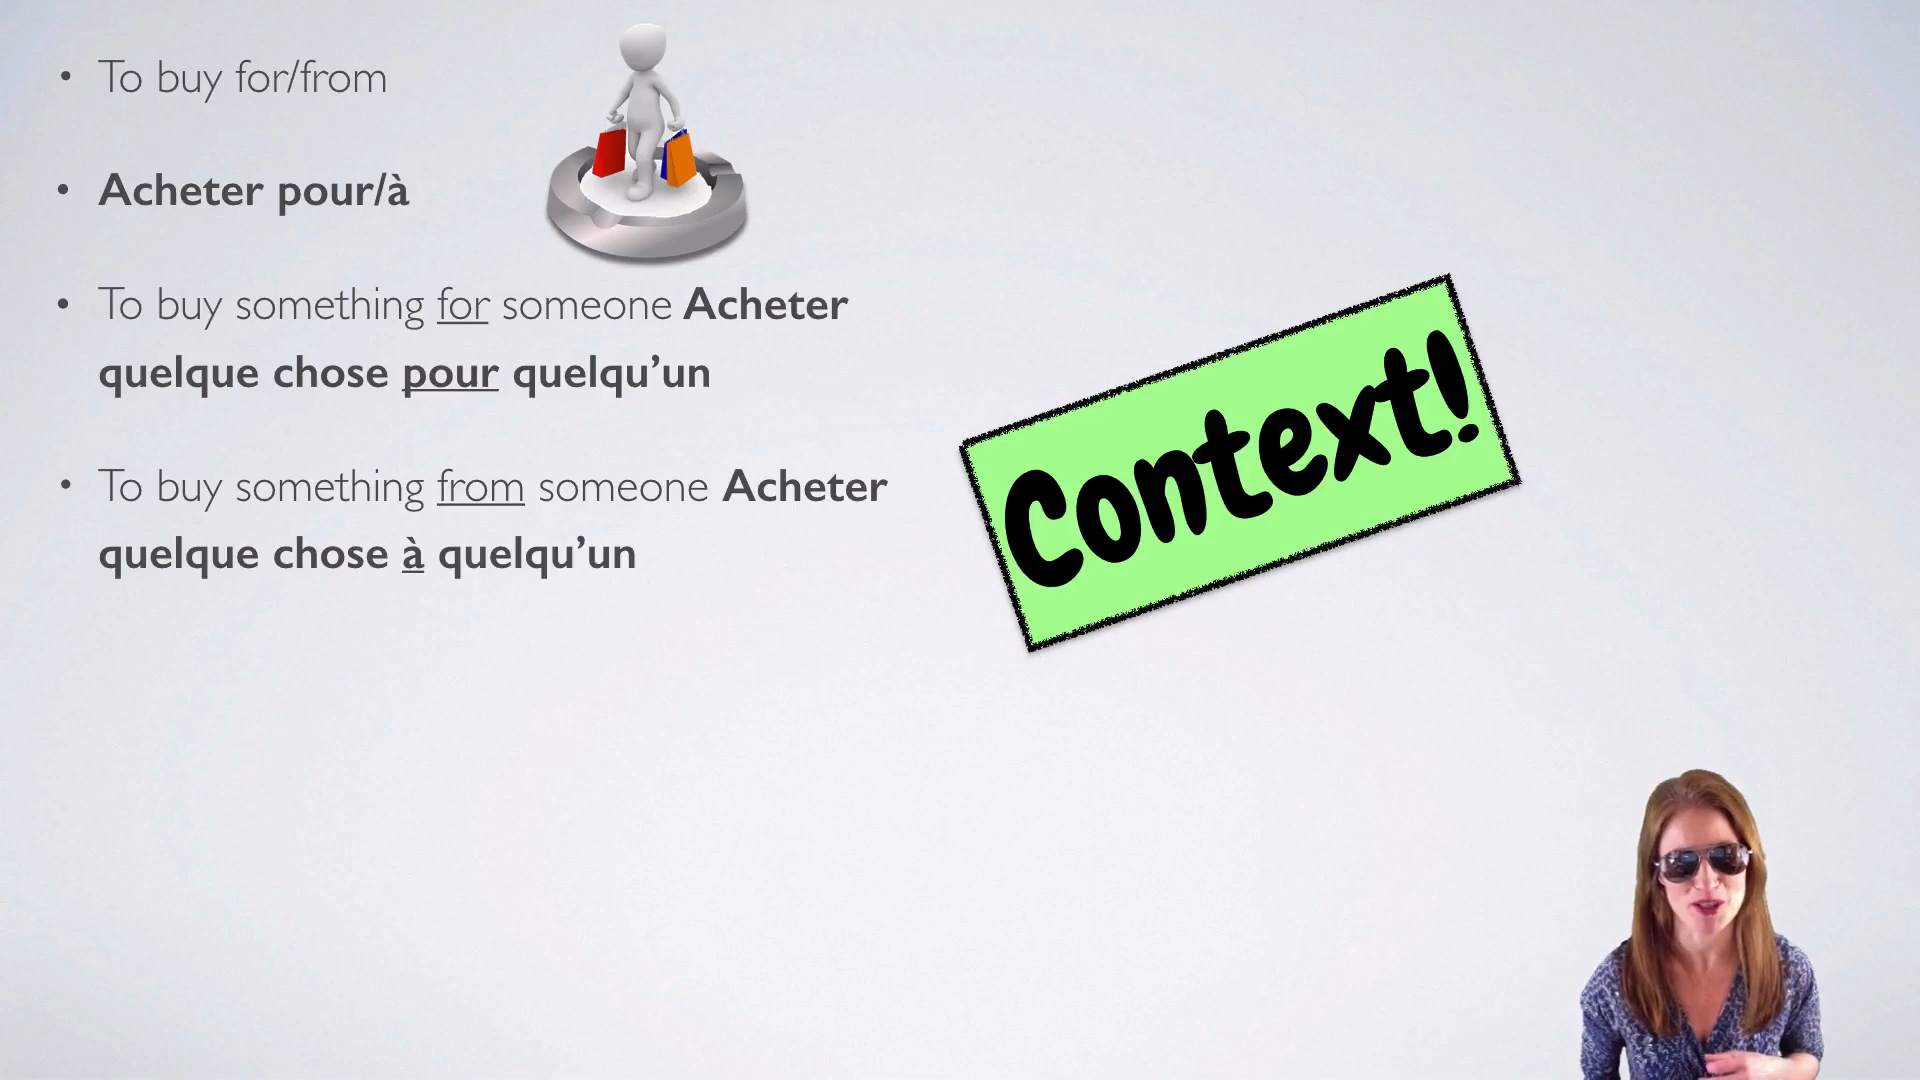 • To buy for/from
• Acheter pour/à
• To buy something for someone Acheter
quelque chose pour quelqu’un
• To buy something from someone Acheter
quelque chose à quelqu’un
Context!